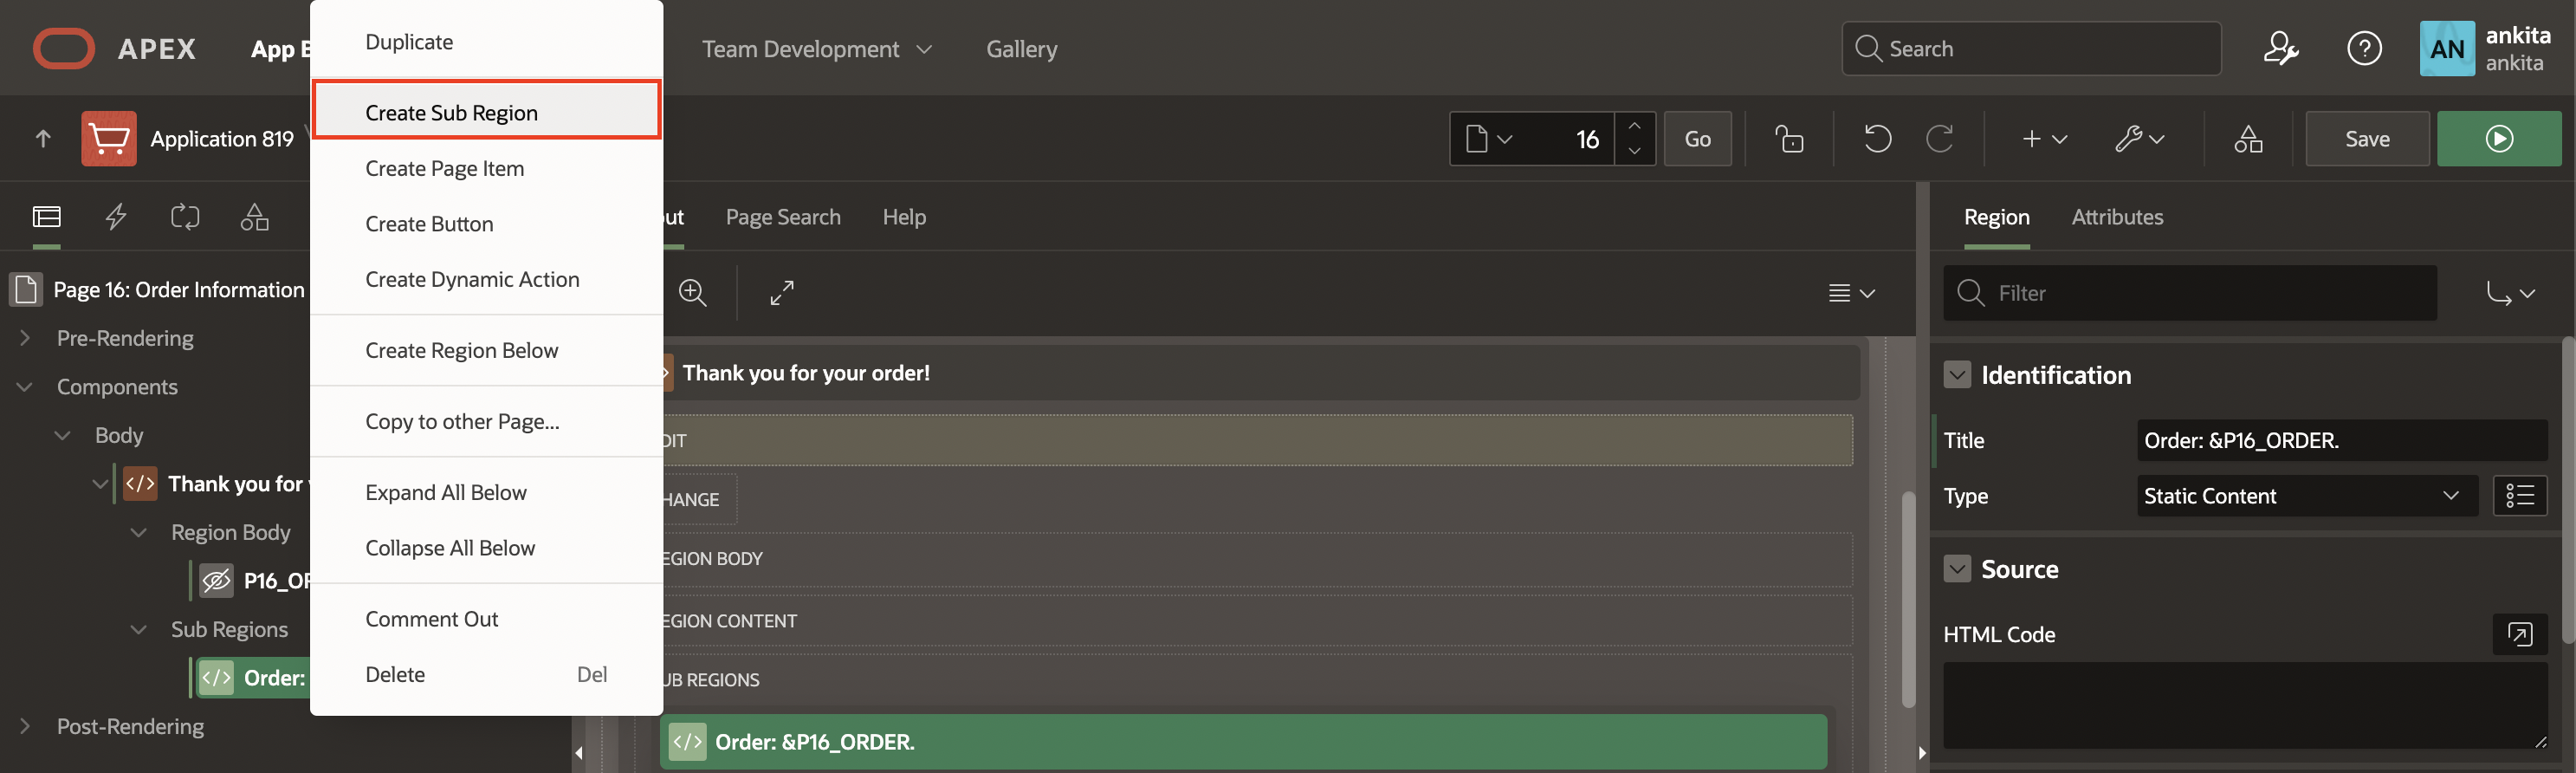 Duplicate
APEX
App B
Team Development
Gallery
Search
ankita
AN
ankita
Create Sub Region
Application 819
16
Go
Save
Create Page Item
Create Button
Page Search
Help
Region
Attributes
Create Dynamic Action
Page 16: Order Information
Filter
Pre-Rendering
Create Region Below
Components
Thank you for your order!
Identification
Body
Copy to other Page...
DIT
Title
Order: &P16_ORDER.
Thank you for
Expand All Below
HANGE
Type
Static Content
Region Body
Collapse All Below
EGION BODY
P16_OR
Source
Sub Regions
Comment Out
EGION CONTENT
HTML Code
Order:
Delete
Del
UB REGIONS
Post-Rendering
Order: &P16_ORDER.